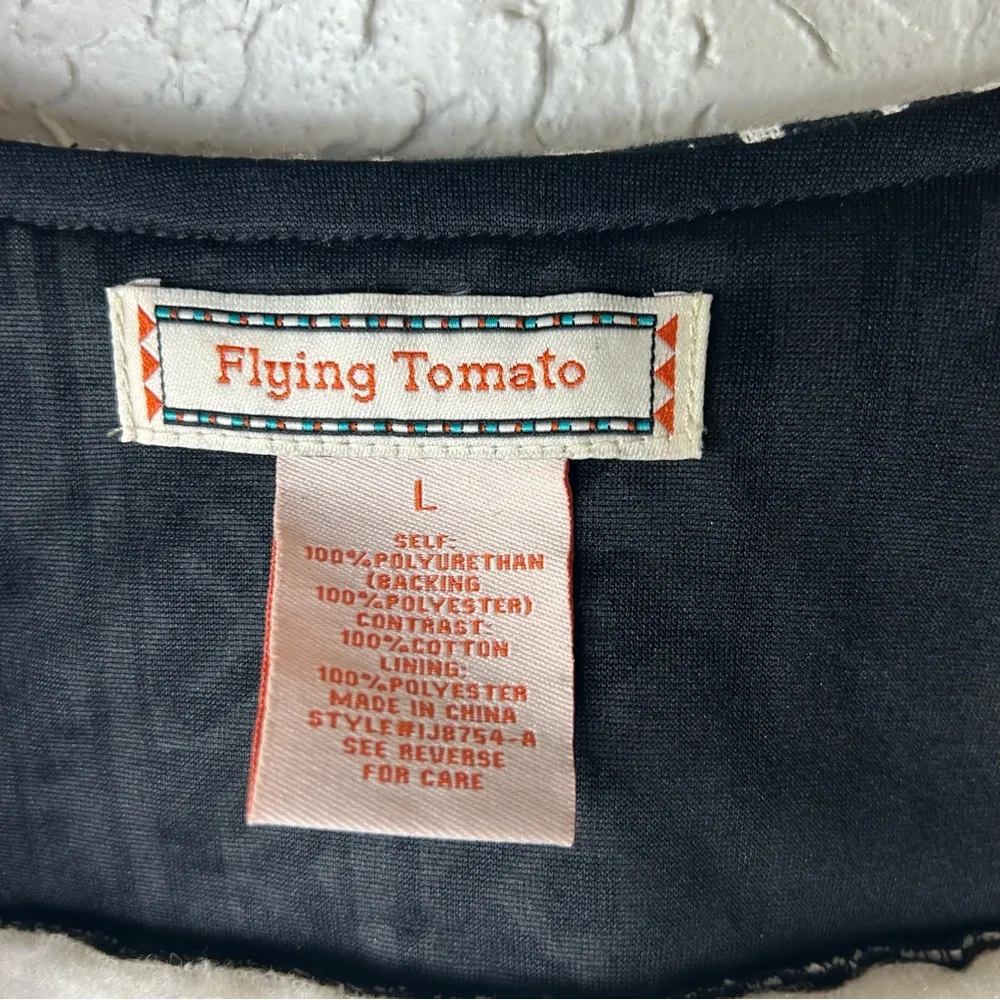 Flying Tomato
L
SELF:
100%POLYURETHAN
(BACKING
100%POLYESTER)
CONTRAST:
100%COTTON
LINING:
100%POLYESTER
MADE IN CHINA
STYLE#IJ8754-A
SEE REVERSE
FOR CARE